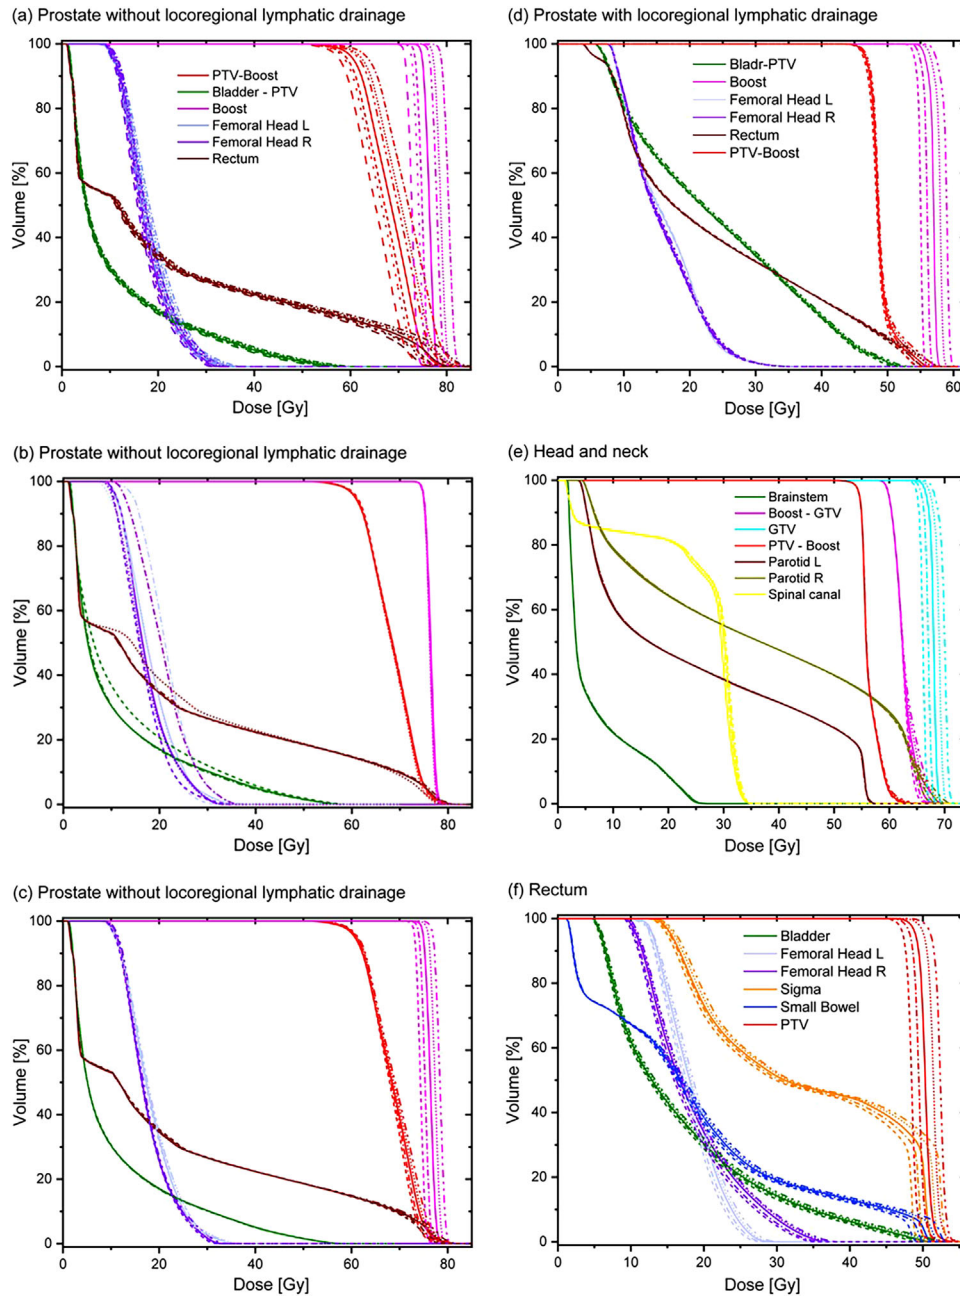 (a) Prostate without locoregional lymphatic drainage
100
80
60
40
20
0
Volume [%]
PTV-Boost
Bladder - PTV
Boost
Femoral Head L
Femoral Head R
Rectum
0 20 40 60 80
Dose [Gy]
(b) Prostate without locoregional lymphatic drainage
100
80
60
40
20
0
Volume [%]
0 20 40 60 80
Dose [Gy]
(c) Prostate without locoregional lymphatic drainage
100
80
60
40
20
0
Volume [%]
0 20 40 60 80
Dose [Gy]
(d) Prostate with locoregional lymphatic drainage
100
80
60
40
20
0
Volume [%]
Bladr-PTV
Boost
Femoral Head L
Femoral Head R
Rectum
PTV-Boost
0 10 20 30 40 50 60
Dose [Gy]
(e) Head and neck
100
80
60
40
20
0
Volume [%]
Brainstem
Boost - GTV
GTV
PTV - Boost
Parotid L
Parotid R
Spinal canal
0 10 20 30 40 50 60 70
Dose [Gy]
(f) Rectum
100
80
60
40
20
0
Volume [%]
Bladder
Femoral Head L
Femoral Head R
Sigma
Small Bowel
PTV
0 10 20 30 40 50
Dose [Gy]